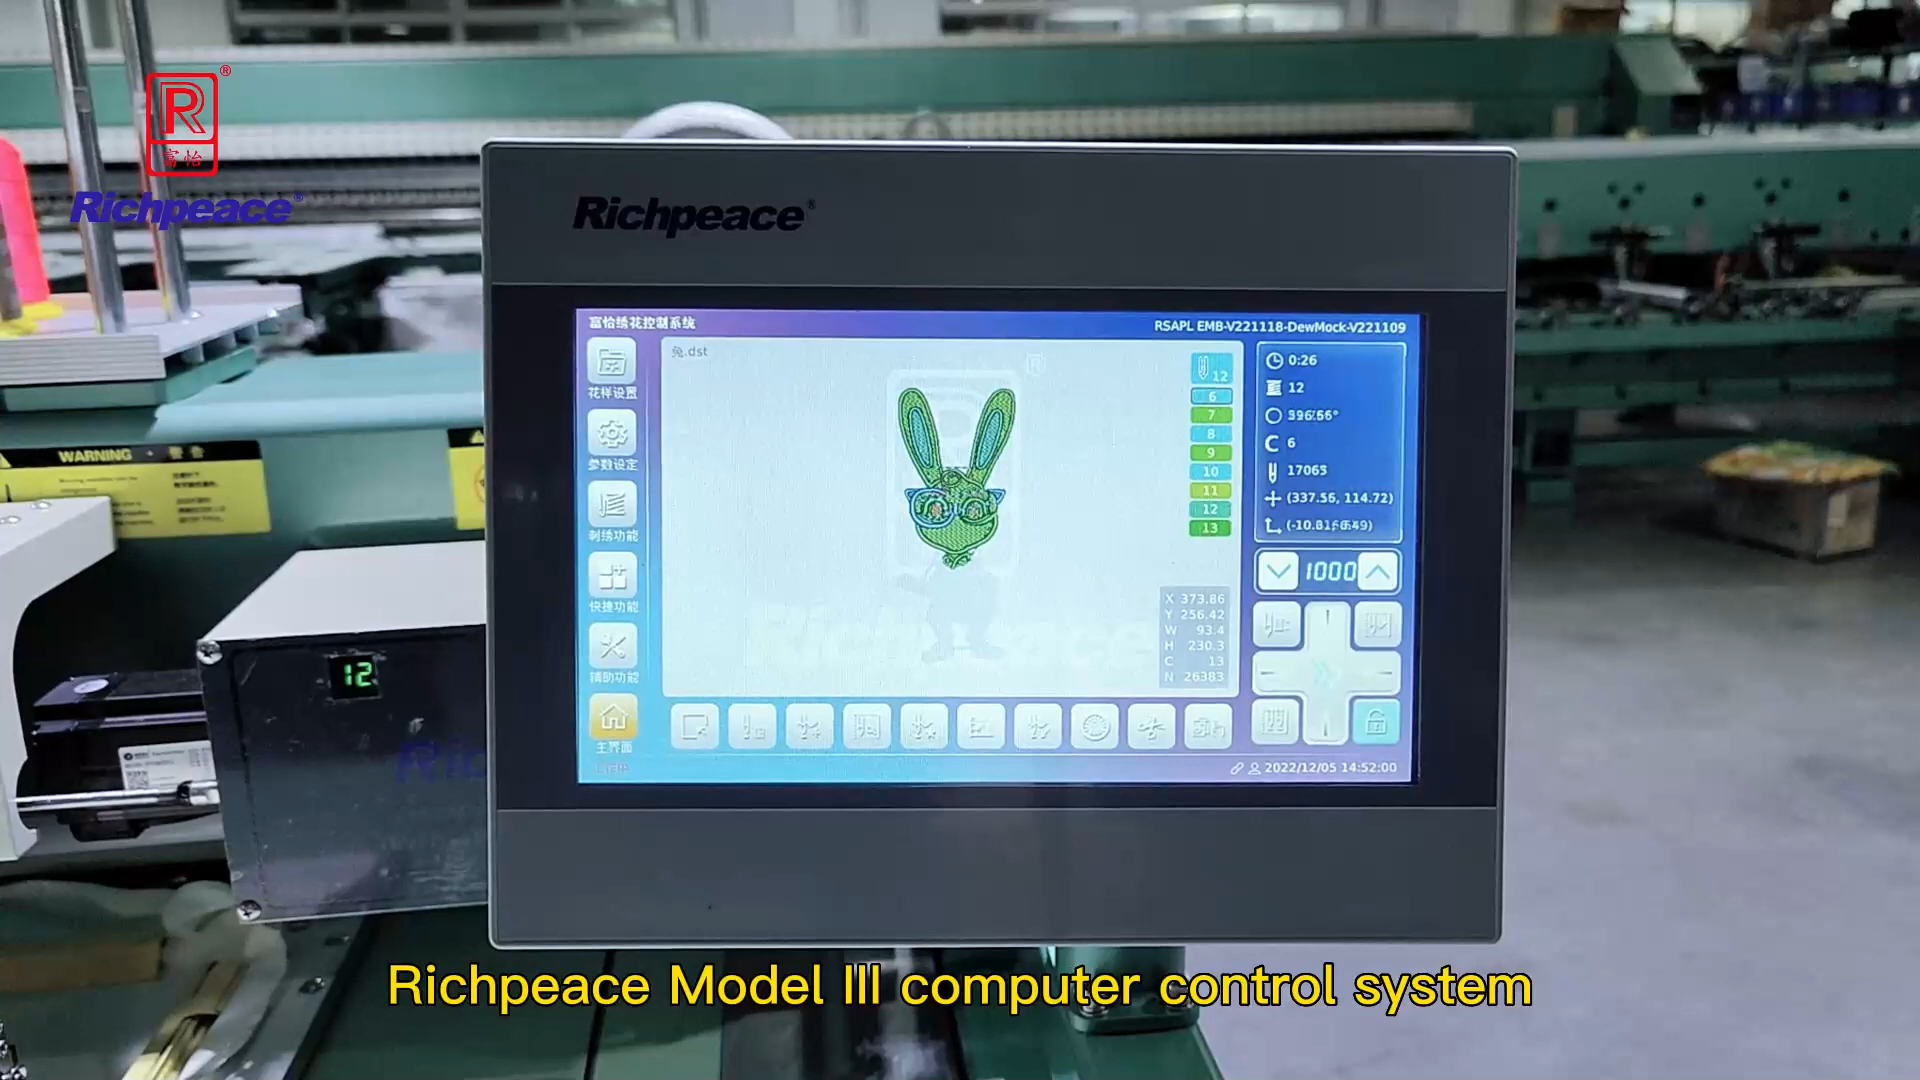 R®
富怡
Richpeace®
Richpeace®
WARNING · 警告
12
富怡绣花控制系统
RSAPL EMB-V221118-DewMock-V221109
花样设置
参数设定
刺绣功能
快捷功能
辅助功能
主界面
兔.dst
12
6
7
8
9
10
11
12
13
X 373.86
Y 256.42
W 93.4
H 230.3
C 13
N 26383
0:26
12
6
17065
(337.56, 114.72)
1000
2022/12/05 14:52:00
Richpeace Model III computer control system